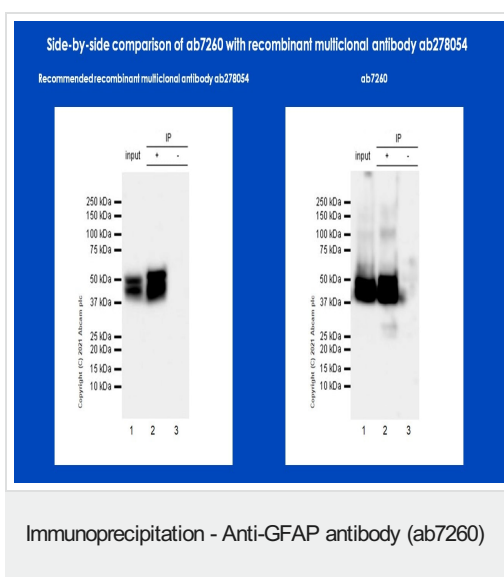 Side-by-side comparison of ab7260 with recombinant multiclonal antibody ab278054
Recommended recombinant multiclonal antibody ab278054
ab7260
IP
input + -
250 kDa
150 kDa
100 kDa
75 kDa
50 kDa
37 kDa
25 kDa
20 kDa
15 kDa
10 kDa
Copyright (C) 2021 Abcam plc
1 2 3
IP
input + -
250 kDa
150 kDa
100 kDa
75 kDa
50 kDa
37 kDa
25 kDa
20 kDa
15 kDa
10 kDa
Copyright (C) 2021 Abcam plc
1 2 3
Immunoprecipitation - Anti-GFAP antibody (ab7260)